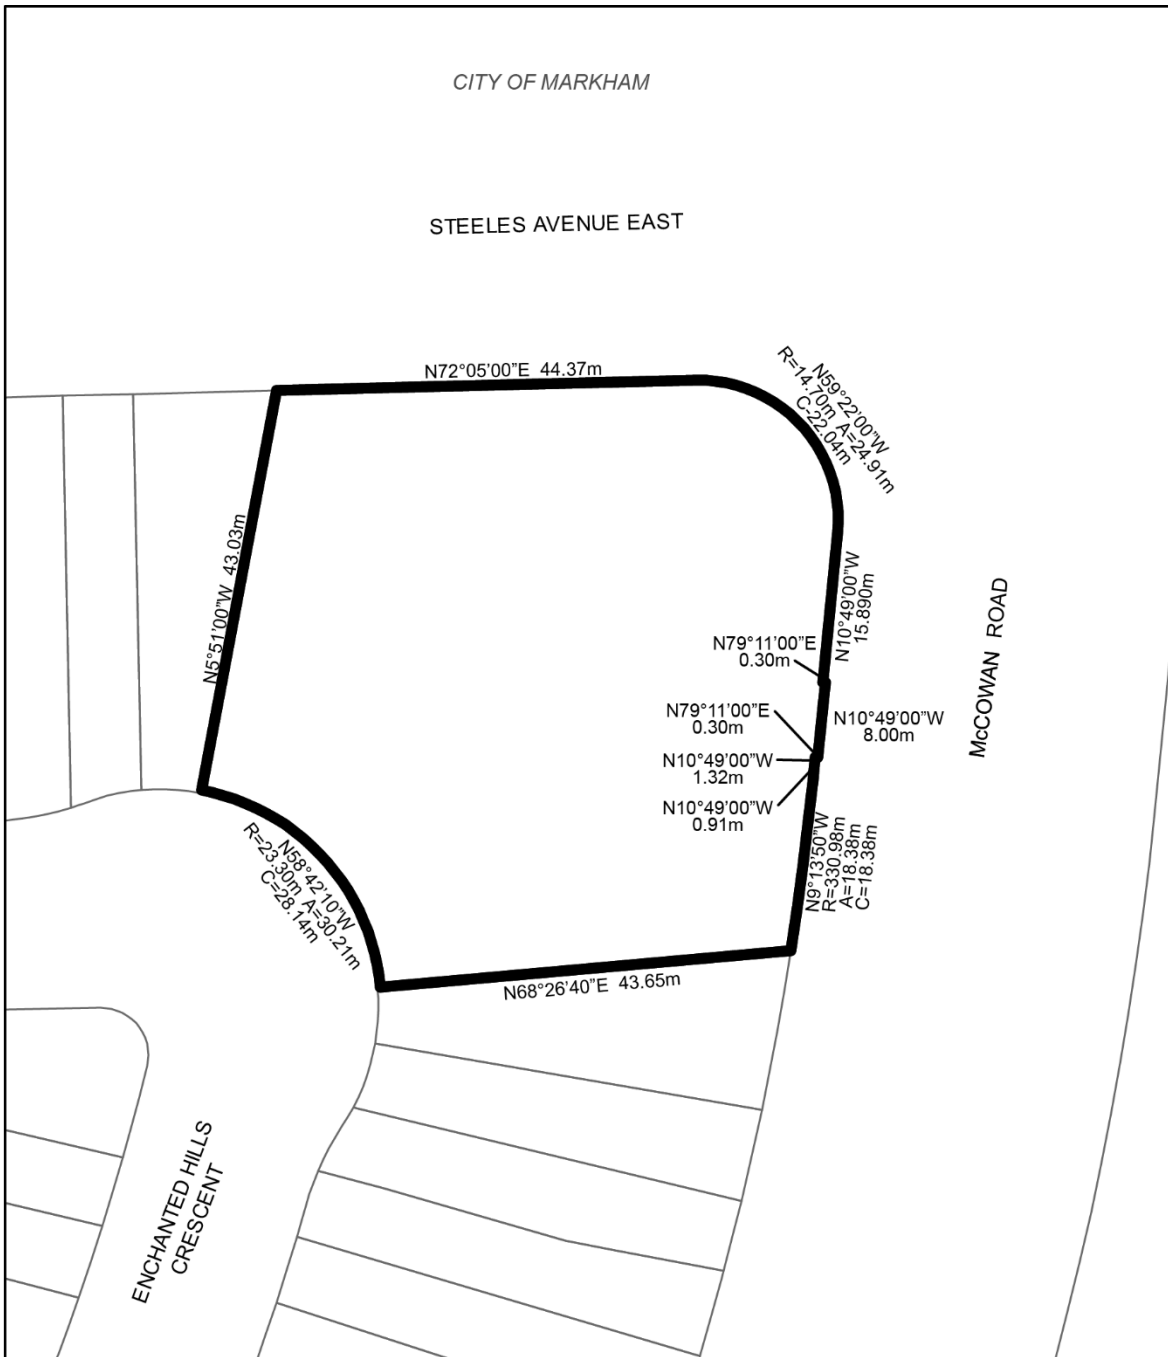 CITY OF MARKHAM
STEELES AVENUE EAST
N72°05’00”E  44.37m
N59°22’00”W
R=14.70m  A=24.91m
C-22.04m
N5°51’00”W  43.03m
N10°49’00”W
15.890m
McCOWAN  ROAD
N79°11’00”E
0.30m
N79°11’00”E
0.30m
N10°49’00”W
8.00m
N10°49’00”W
1.32m
N10°49’00”W
0.91m
N9°13’50”W
R=330.98m
A=18.38m
C=18.38m
N58°42’10”W
R=23.30m  A=30.21m
C=28.14m
N68°26’40”E  43.65m
ENCHANTED HILLS
CRESCENT